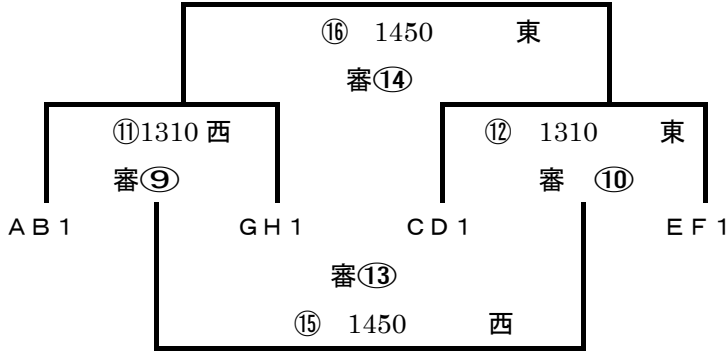 ⑯ 1450 東
審⑭
⑪1310 西 ⑫ 1310 東
審⑨ 審 ⑩
ＡＢ１ ＧＨ１ ＣＤ１ ＥＦ１
審⑬
⑮ 1450 西